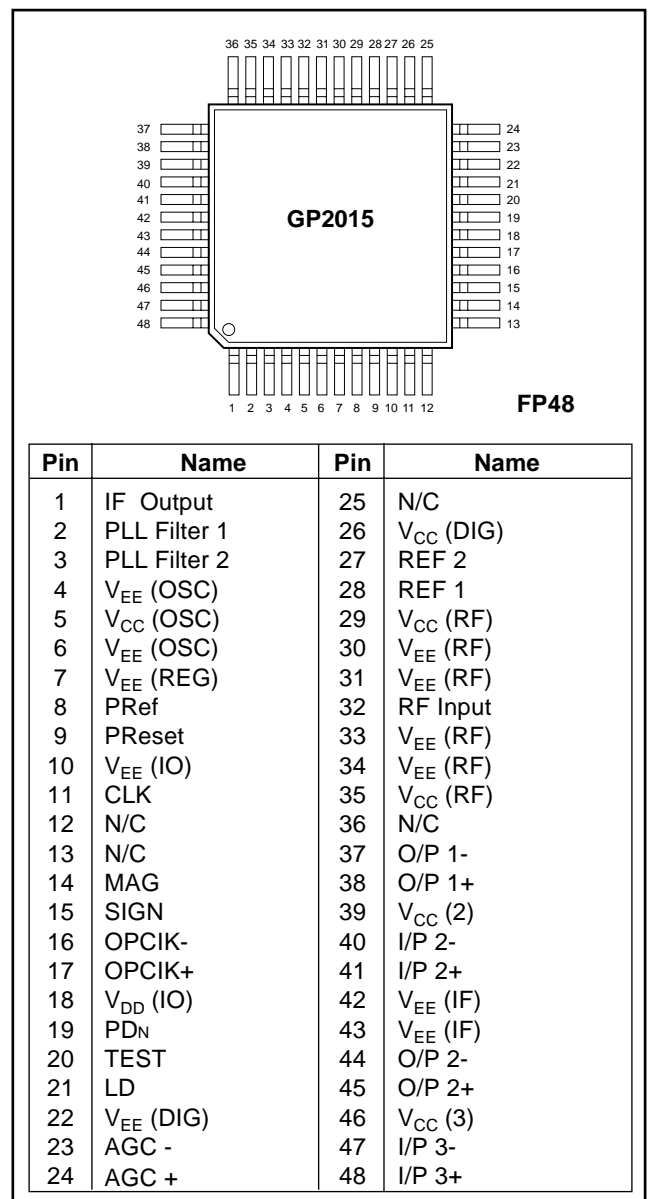 36 35 34 33 32 31 30 29 28 27 26 25
37 24
38 23
39 22
40 21
41 20
42 GP2015 19
43 18
44 17
45 16
46 15
47 14
48 13
1 2 3 4 5 6 7 8 9 10 11 12
FP48
Pin Name Pin Name
1 IF Output 25 N/C
2 PLL Filter 1 26 VCC (DIG)
3 PLL Filter 2 27 REF 2
4 VEE (OSC) 28 REF 1
5 VCC (OSC) 29 VCC (RF)
6 VEE (OSC) 30 VEE (RF)
7 VEE (REG) 31 VEE (RF)
8 PRef 32 RF Input
9 PReset 33 VEE (RF)
10 VEE (IO) 34 VEE (RF)
11 CLK 35 VCC (RF)
12 N/C 36 N/C
13 N/C 37 O/P 1-
14 MAG 38 O/P 1+
15 SIGN 39 VCC (2)
16 OPClK- 40 I/P 2-
17 OPClK+ 41 I/P 2+
18 VDD (IO) 42 VEE (IF)
19 PDN 43 VEE (IF)
20 TEST 44 O/P 2-
21 LD 45 O/P 2+
22 VEE (DIG) 46 VCC (3)
23 AGC - 47 I/P 3-
24 AGC + 48 I/P 3+